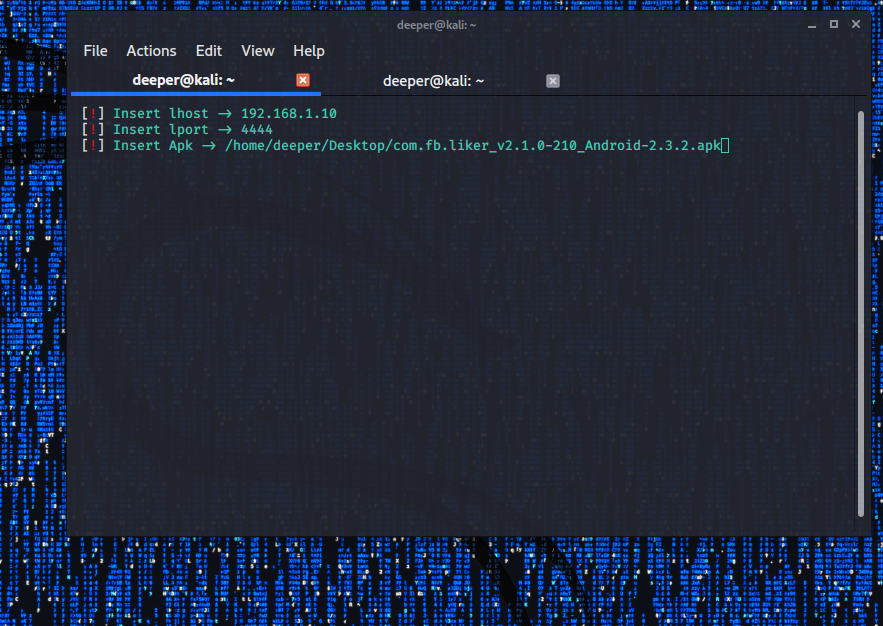 deeper@kali: ~
File Actions Edit View Help
deeper@kali: ~ deeper@kali: ~
[!] Insert lhost -> 192.168.1.10
[!] Insert lport -> 4444
[!] Insert Apk -> /home/deeper/Desktop/com.fb.liker_v2.1.0-210_Android-2.3.2.apk